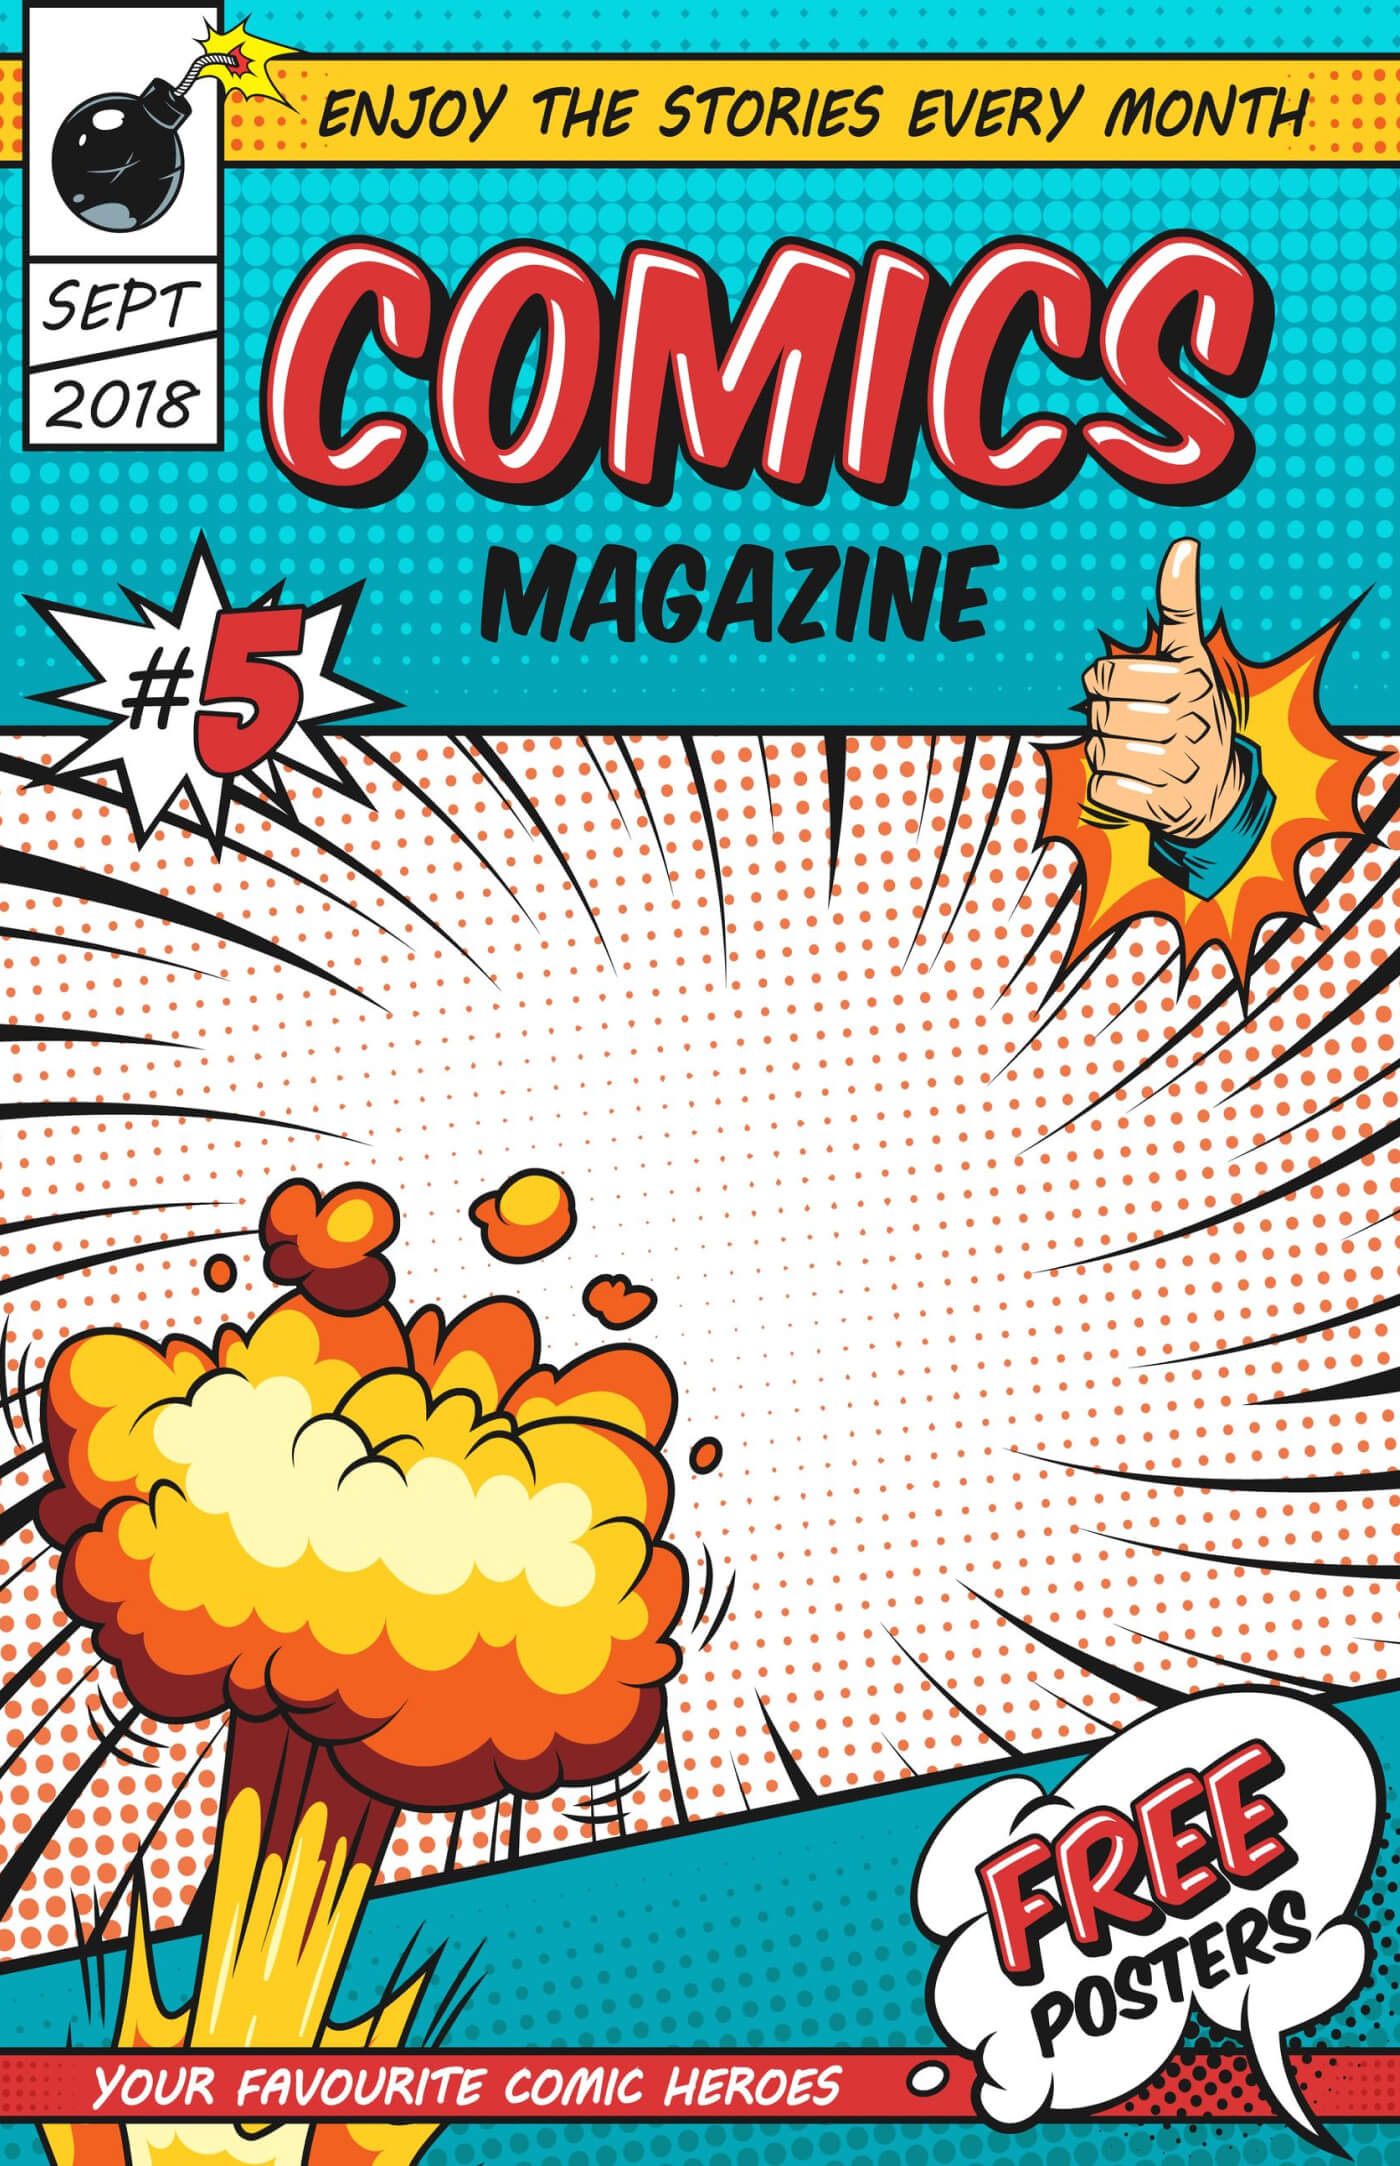 ENJOY THE STORIES EVERY MONTH
SEPT
2018
COMICS
MAGAZINE
#5
FREE
POSTERS
YOUR FAVOURITE COMIC HEROES